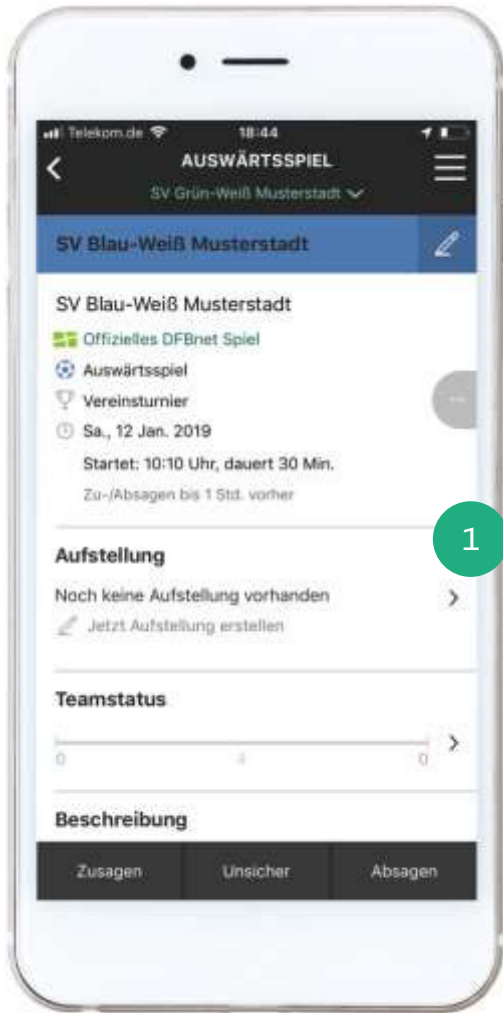 Telekom.de 18:44
AUSWÄRTSSPIEL
SV Grün-Weiß Musterstadt
SV Blau-Weiß Musterstadt
SV Blau-Weiß Musterstadt
Offizielles DFBnet Spiel
Auswärtsspiel
Vereinsturnier
Sa., 12 Jan. 2019
Startet: 10:10 Uhr, dauert 30 Min.
Zu-/Absagen bis 1 Std. vorher
1
Aufstellung
Noch keine Aufstellung vorhanden
Jetzt Aufstellung erstellen
Teamstatus
0 4 0
Beschreibung
Zusagen Unsicher Absagen